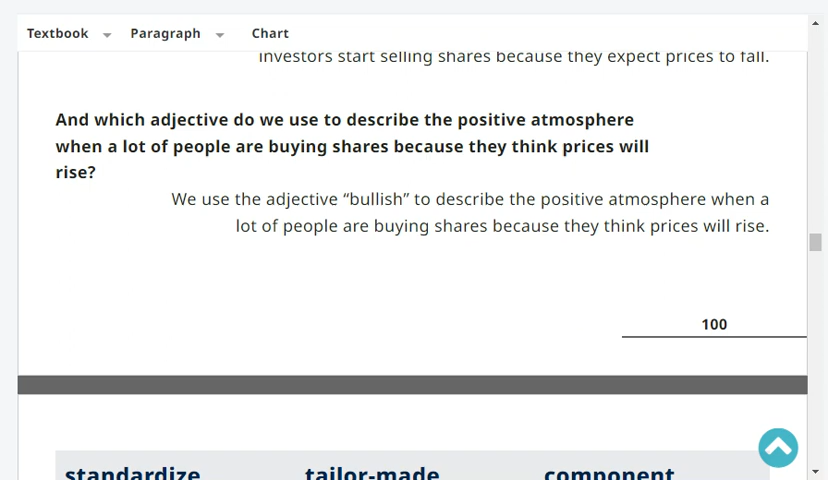 Textbook Paragraph Chart
investors start selling shares because they expect prices to fall.
And which adjective do we use to describe the positive atmosphere
when a lot of people are buying shares because they think prices will
rise?
We use the adjective “bullish” to describe the positive atmosphere when a
lot of people are buying shares because they think prices will rise.
100
standardize tailor-made component